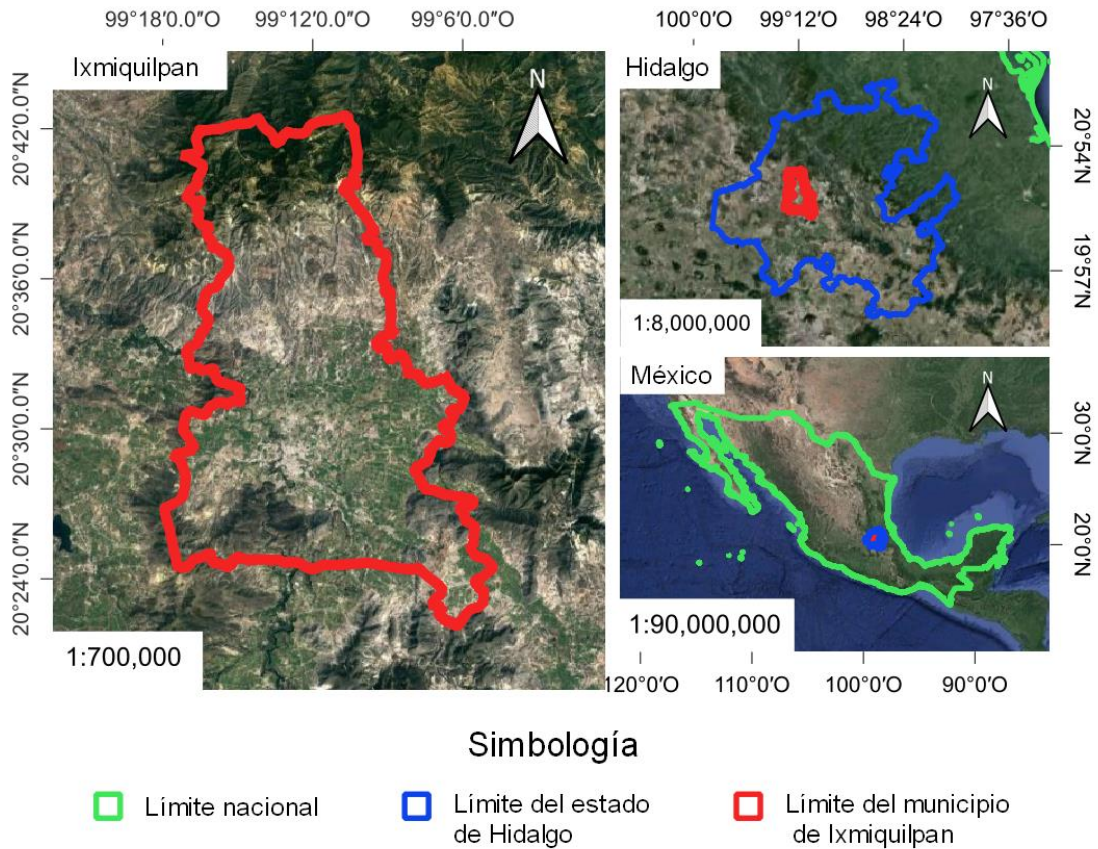 99°18'0.0"O 99°12'0.0"O 99°6'0.0"O
Ixmiquilpan
N
20°42'0.0"N
20°36'0.0"N
20°30'0.0"N
20°24'0.0"N
1:700,000
100°0'O 99°12'O 98°24'O 97°36'O
Hidalgo
N
20°54'N
19°57'N
1:8,000,000
México
N
30°0'N
20°0'N
1:90,000,000
120°0'O 110°0'O 100°0'O 90°0'O
Simbología
Límite nacional
Límite del estado
de Hidalgo
Límite del municipio
de Ixmiquilpan